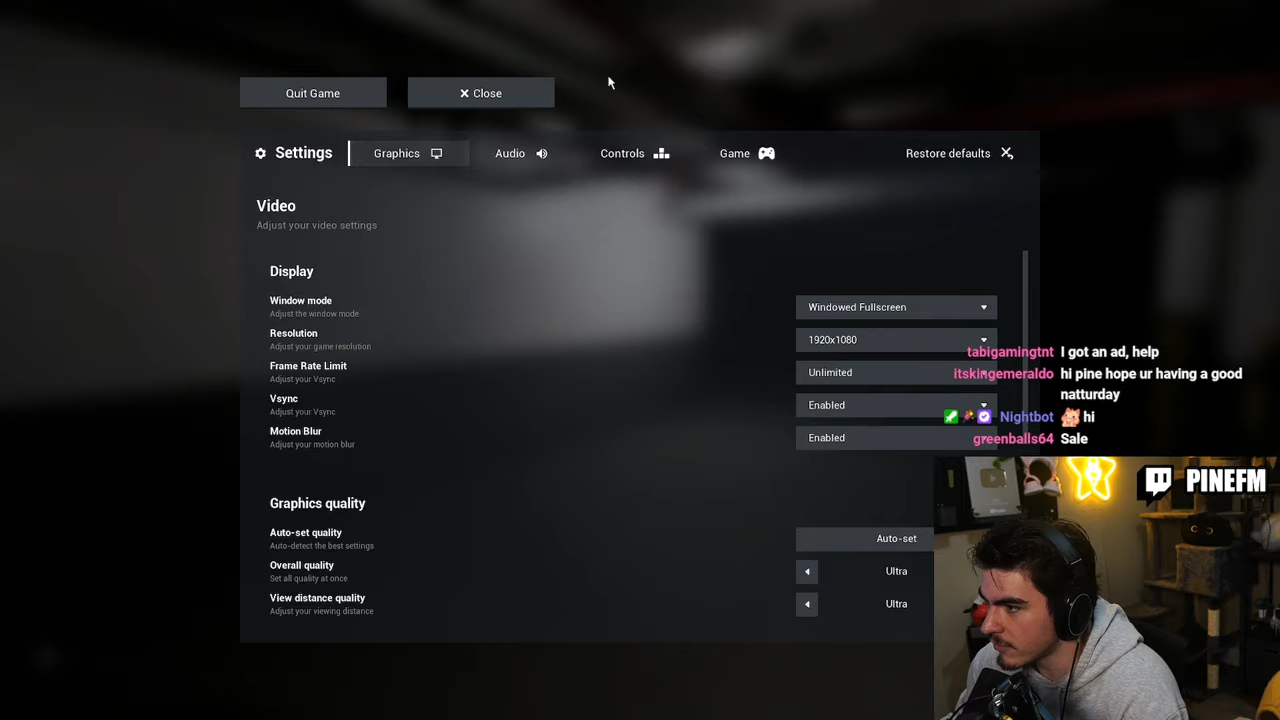 Quit Game
Close
Settings
Graphics
Audio
Controls
Game
Restore defaults
Video
Adjust your video settings
Display
Window mode
Adjust the window mode
Windowed Fullscreen
Resolution
Adjust your game resolution
1920x1080
Frame Rate Limit
Adjust your Vsync
Unlimited
Vsync
Adjust your Vsync
Enabled
Motion Blur
Adjust your motion blur
Enabled
Graphics quality
Auto-set quality
Auto-detect the best settings
Auto-set
Overall quality
Set all quality at once
Ultra
View distance quality
Adjust your viewing distance
Ultra
tabigamingtnt I got an ad, help
itskingemeraldo hi pine hope ur having a good
natturday
Nightbot hi
greenballs64 Sale
PINEFM